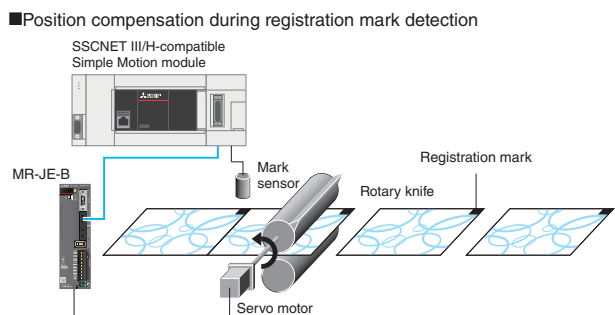 ■Position compensation during registration mark detection
SSCNET III/H-compatible
Simple Motion module
MR-JE-B
Mark
sensor
Registration mark
Rotary knife
Servo motor